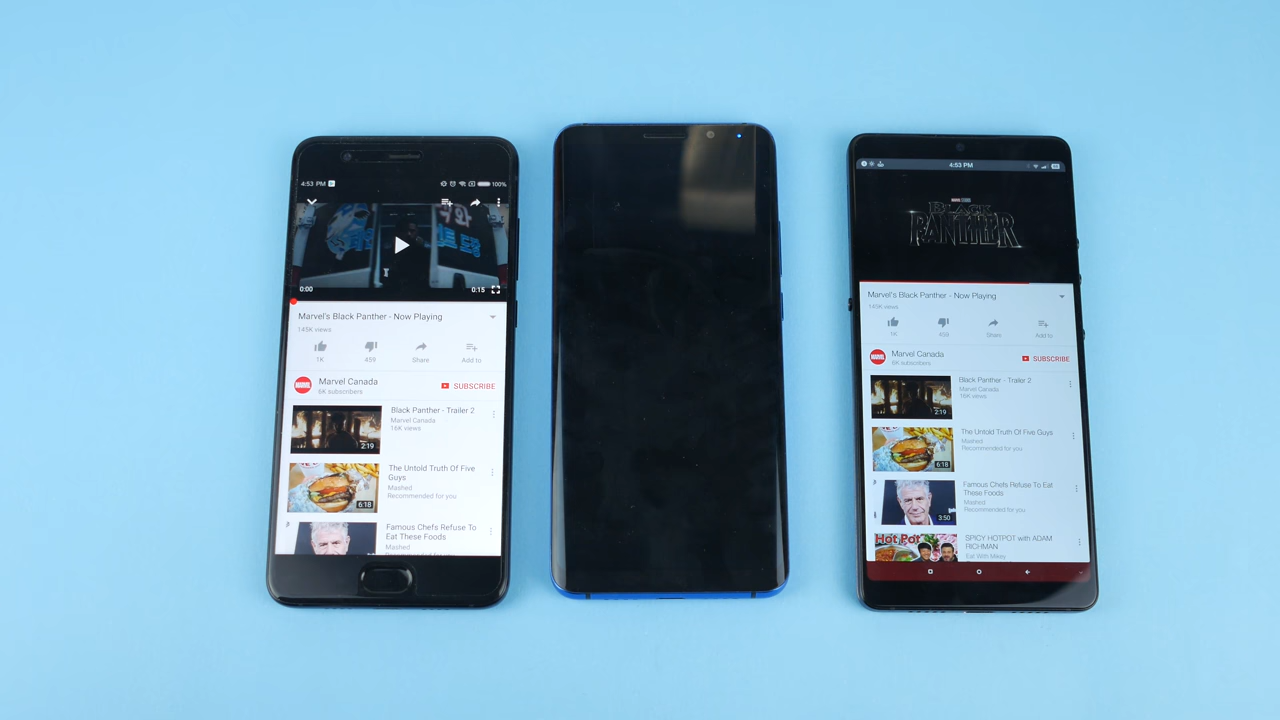 4:53 PM
100%
0:00
0:15
Marvel's Black Panther - Now Playing
145K views
1K
459
Share
Add to
MARVEL
Marvel Canada
6K subscribers
SUBSCRIBE
Black Panther - Trailer 2
Marvel Canada
16K views
2:19
The Untold Truth Of Five
Guys
Mashed
Recommended for you
6:18
Famous Chefs Refuse To
Eat These Foods
Mashed
4:53 PM
BLACK
PANTHER
Marvel's Black Panther - Now Playing
145K views
1K
459
Share
Add to
MARVEL
Marvel Canada
6K subscribers
SUBSCRIBE
Black Panther - Trailer 2
Marvel Canada
16K views
2:19
The Untold Truth Of Five Guys
Mashed
Recommended for you
6:18
Famous Chefs Refuse To Eat
These Foods
Mashed
Recommended for you
3:50
Hot Pot
SPICY HOTPOT with ADAM
RICHMAN
Eat With Mikey